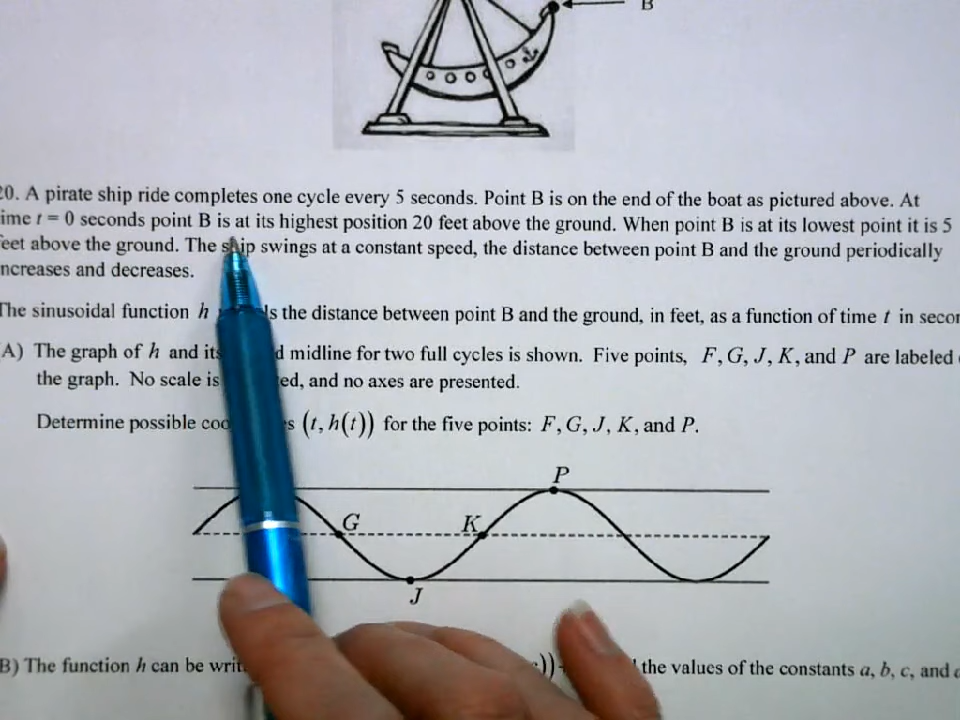 B
20. A pirate ship ride completes one cycle every 5 seconds. Point B is on the end of the boat as pictured above. At
ime t = 0 seconds point B is at its highest position 20 feet above the ground. When point B is at its lowest point it is 5
eet above the ground. The ship swings at a constant speed, the distance between point B and the ground periodically
ncreases and decreases.
The sinusoidal function h ls the distance between point B and the ground, in feet, as a function of time t in secon
A) The graph of h and its d midline for two full cycles is shown. Five points, F, G, J, K, and P are labeled
the graph. No scale is ed, and no axes are presented.
Determine possible coo s (t, h(t)) for the five points: F, G, J, K, and P.
P
G
K
J
B) The function h can be writ )) the values of the constants a, b, c, and